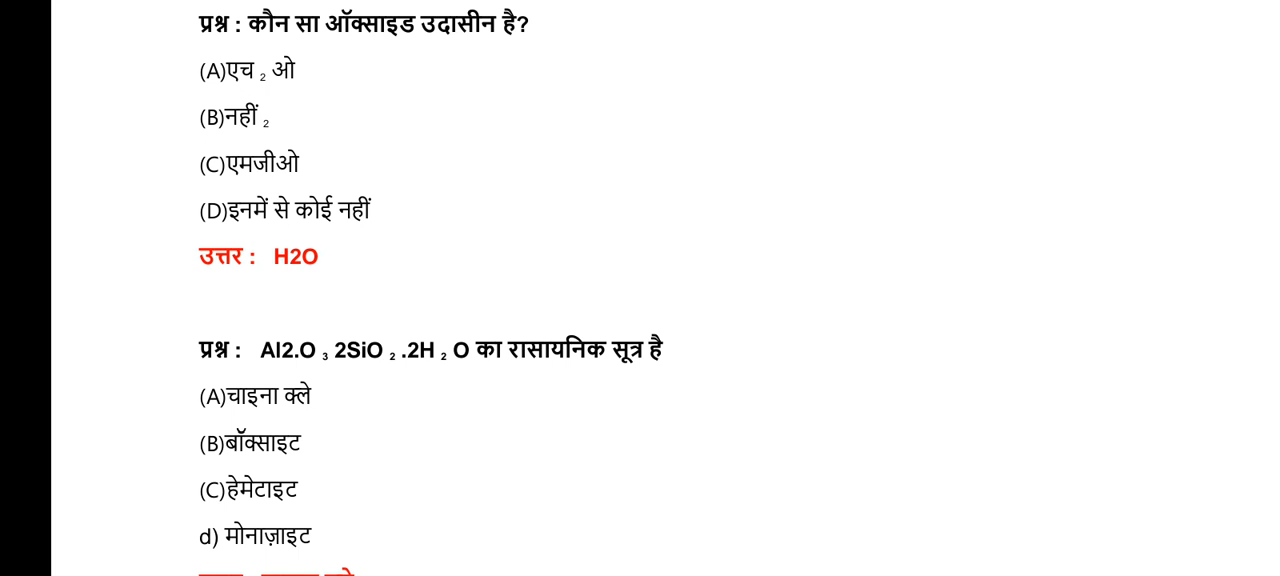 प्रश्न : कौन सा ऑक्साइड उदासीन है?
(A)एच ₂ ओ
(B)नहीं ₂
(C)एमजीओ
(D)इनमें से कोई नहीं
उत्तर : H2O
प्रश्न : Al2.O ₃ 2SiO ₂ .2H ₂ O का रासायनिक सूत्र है
(A)चाइना क्ले
(B)बॉक्साइट
(C)हेमेटाइट
d) मोनाज़ाइट